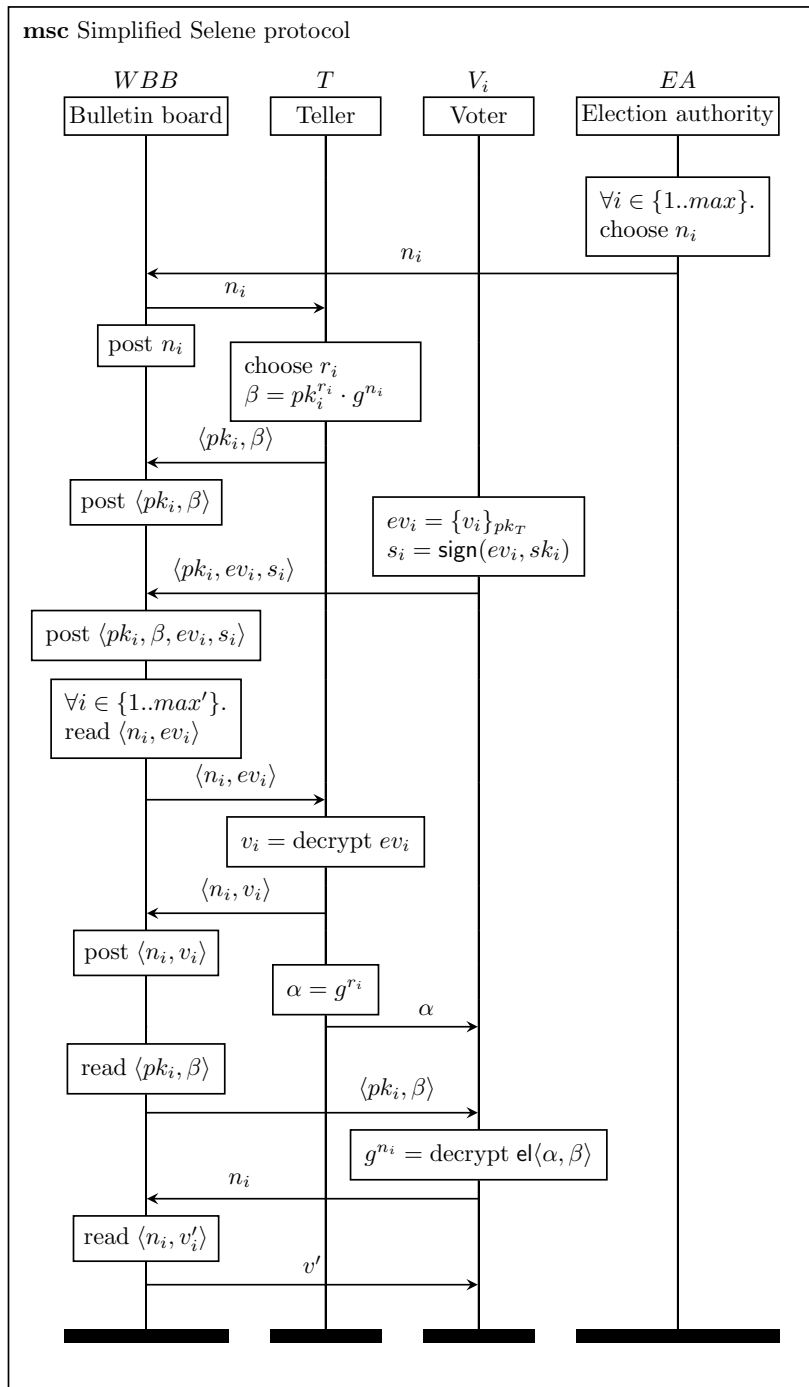 msc Simplified Selene protocol
WBB T V_i EA
Bulletin board Teller Voter Election authority
∀i ∈ {1..max}.
choose n_i
n_i
n_i
post n_i
choose r_i
β = pk_i^{r_i} · g^{n_i}
⟨pk_i, β⟩
post ⟨pk_i, β⟩
ev_i = {v_i}_{pk_T}
s_i = sign(ev_i, sk_i)
⟨pk_i, ev_i, s_i⟩
post ⟨pk_i, β, ev_i, s_i⟩
∀i ∈ {1..max′}.
read ⟨n_i, ev_i⟩
⟨n_i, ev_i⟩
v_i = decrypt ev_i
⟨n_i, v_i⟩
post ⟨n_i, v_i⟩
α = g^{r_i}
α
read ⟨pk_i, β⟩
⟨pk_i, β⟩
g^{n_i} = decrypt el⟨α, β⟩
n_i
read ⟨n_i, v′_i⟩
v′